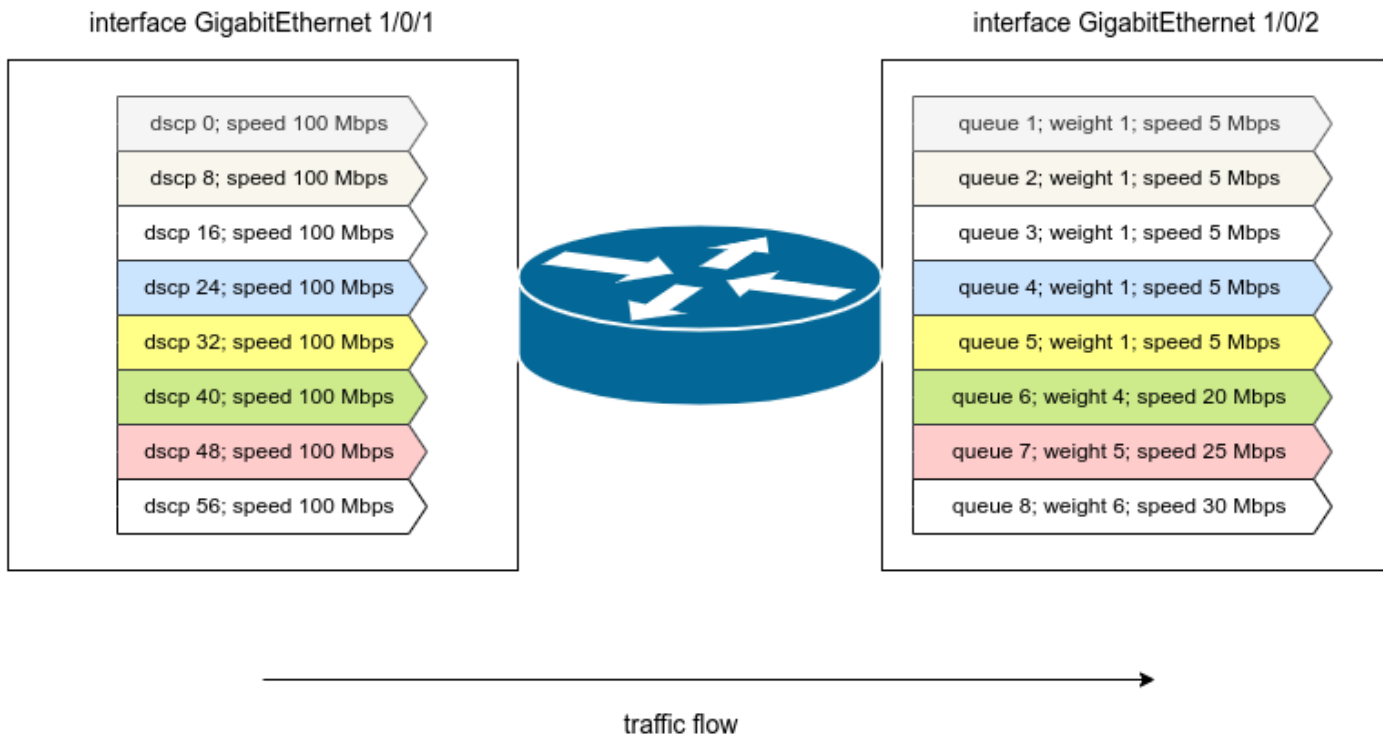 interface GigabitEthernet 1/0/1
interface GigabitEthernet 1/0/2
dscp 0; speed 100 Mbps
dscp 8; speed 100 Mbps
dscp 16; speed 100 Mbps
dscp 24; speed 100 Mbps
dscp 32; speed 100 Mbps
dscp 40; speed 100 Mbps
dscp 48; speed 100 Mbps
dscp 56; speed 100 Mbps
queue 1; weight 1; speed 5 Mbps
queue 2; weight 1; speed 5 Mbps
queue 3; weight 1; speed 5 Mbps
queue 4; weight 1; speed 5 Mbps
queue 5; weight 1; speed 5 Mbps
queue 6; weight 4; speed 20 Mbps
queue 7; weight 5; speed 25 Mbps
queue 8; weight 6; speed 30 Mbps
traffic flow